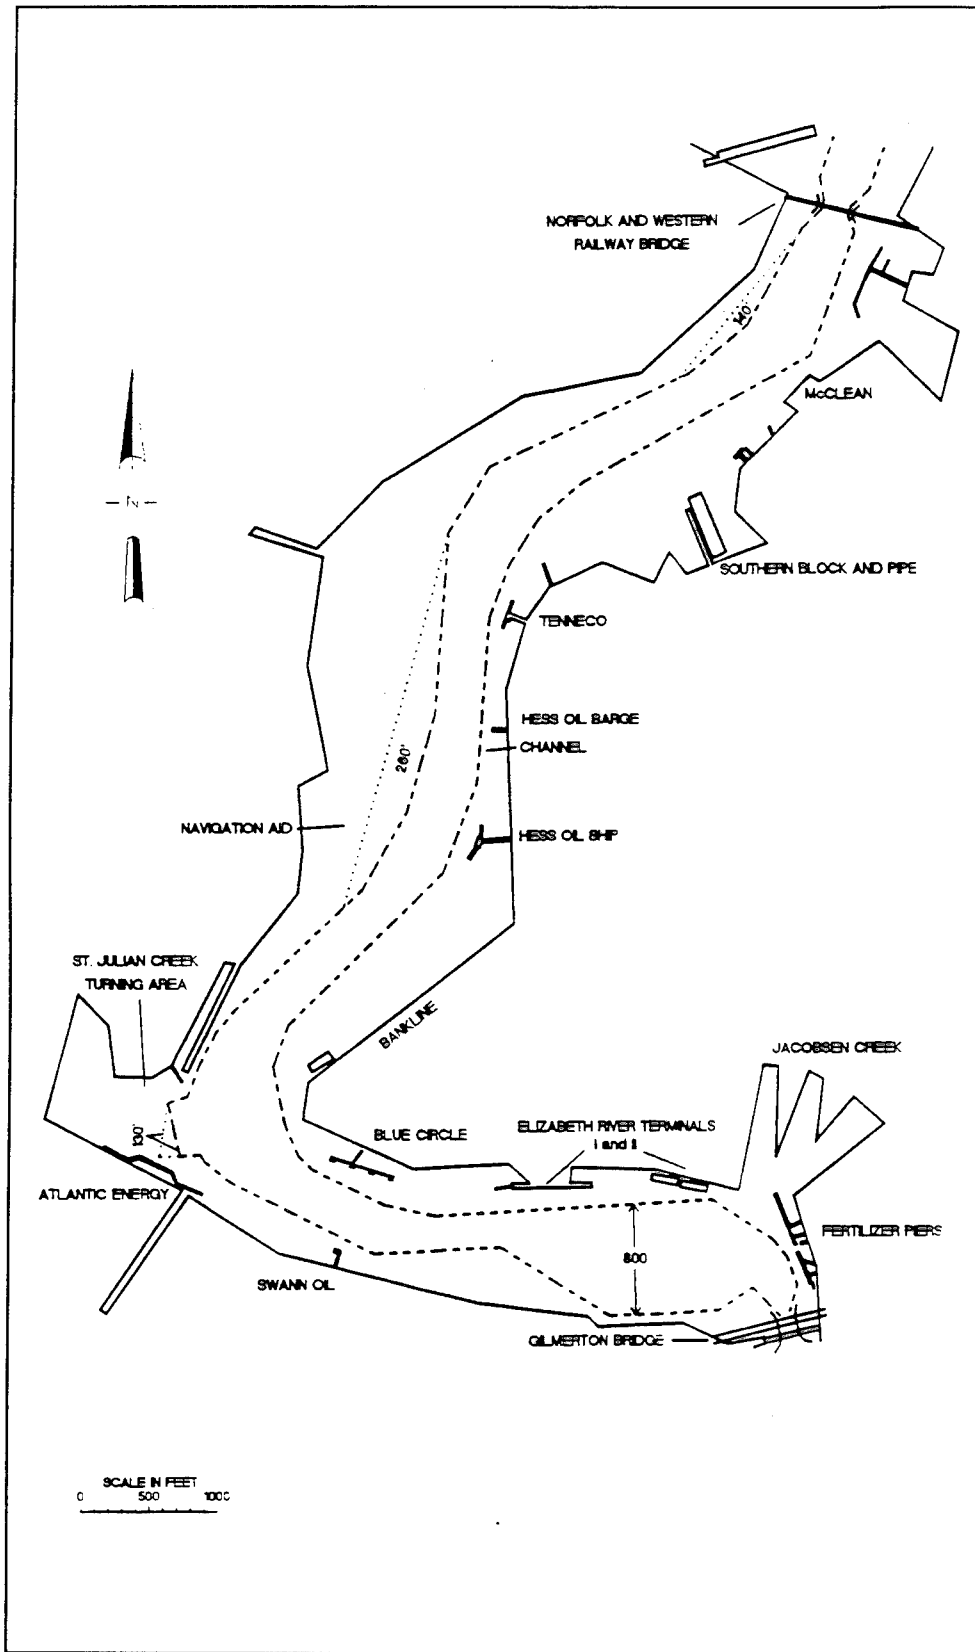 NORFOLK AND WESTERN
RAILWAY BRIDGE
140'
McCLEAN
N
SOUTHERN BLOCK AND PIPE
TENNECO
HESS OIL BARGE
CHANNEL
260'
NAVIGATION AID
HESS OIL SHIP
ST. JULIAN CREEK
TURNING AREA
BANKLINE
JACOBSEN CREEK
130'
BLUE CIRCLE
ELIZABETH RIVER TERMINALS
I and II
ATLANTIC ENERGY
FERTILIZER PIERS
800
SWANN OIL
GILMERTON BRIDGE
SCALE IN FEET
0 500 1000